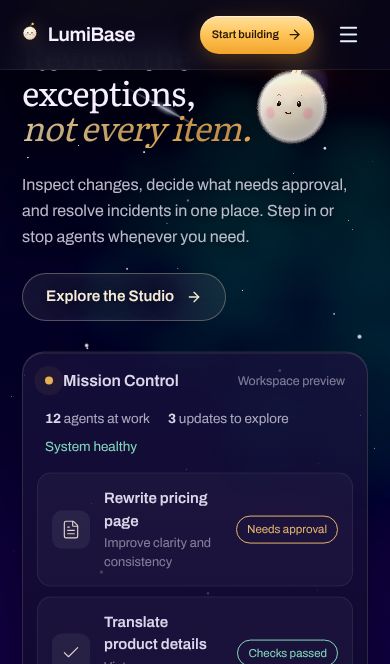 LumiBase
Start building
exceptions,
not every item.
Inspect changes, decide what needs approval,
and resolve incidents in one place. Step in or
stop agents whenever you need.
Explore the Studio
Mission Control
Workspace preview
12 agents at work 3 updates to explore
System healthy
Rewrite pricing
page
Improve clarity and
consistency
Needs approval
Translate
product details
Checks passed